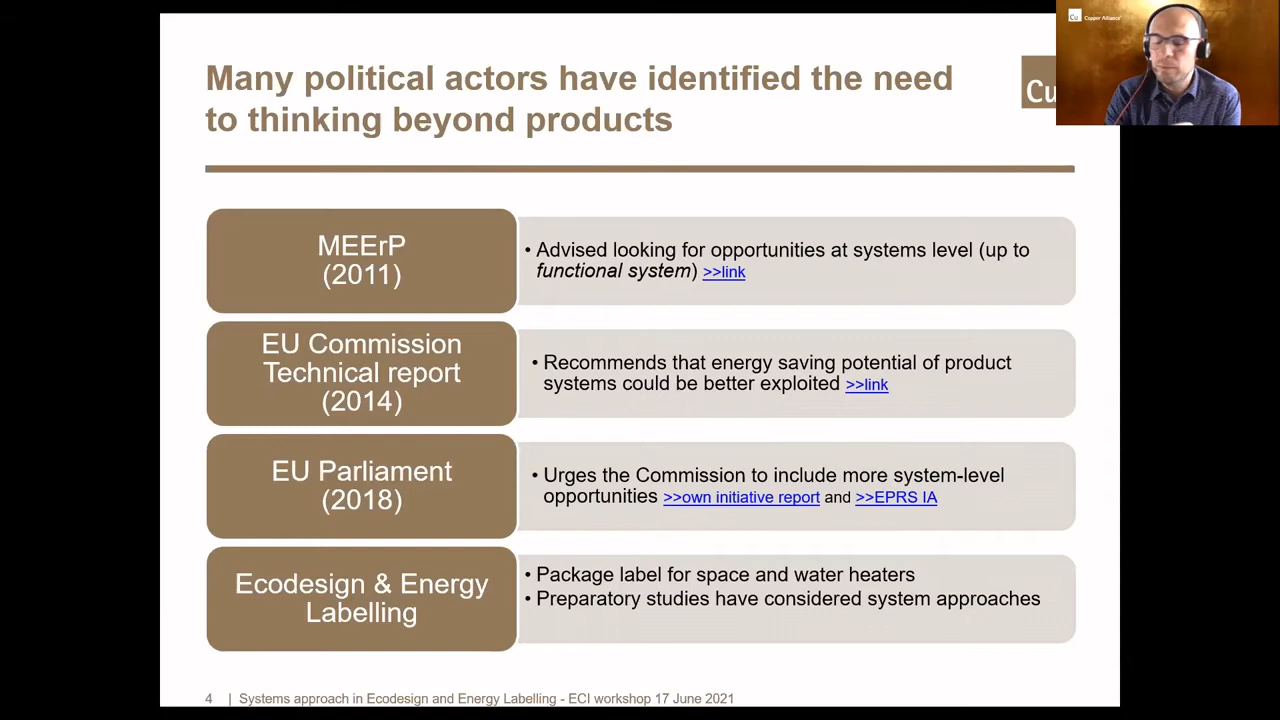 Many political actors have identified the need
to thinking beyond products
Cu
Cu Copper Alliance
MEErP
(2011)
• Advised looking for opportunities at systems level (up to
functional system) >>link
EU Commission
Technical report
(2014)
• Recommends that energy saving potential of product
systems could be better exploited >>link
EU Parliament
(2018)
• Urges the Commission to include more system-level
opportunities >>own initiative report and >>EPRS IA
Ecodesign & Energy
Labelling
• Package label for space and water heaters
• Preparatory studies have considered system approaches
4 | Systems approach in Ecodesign and Energy Labelling - ECI workshop 17 June 2021